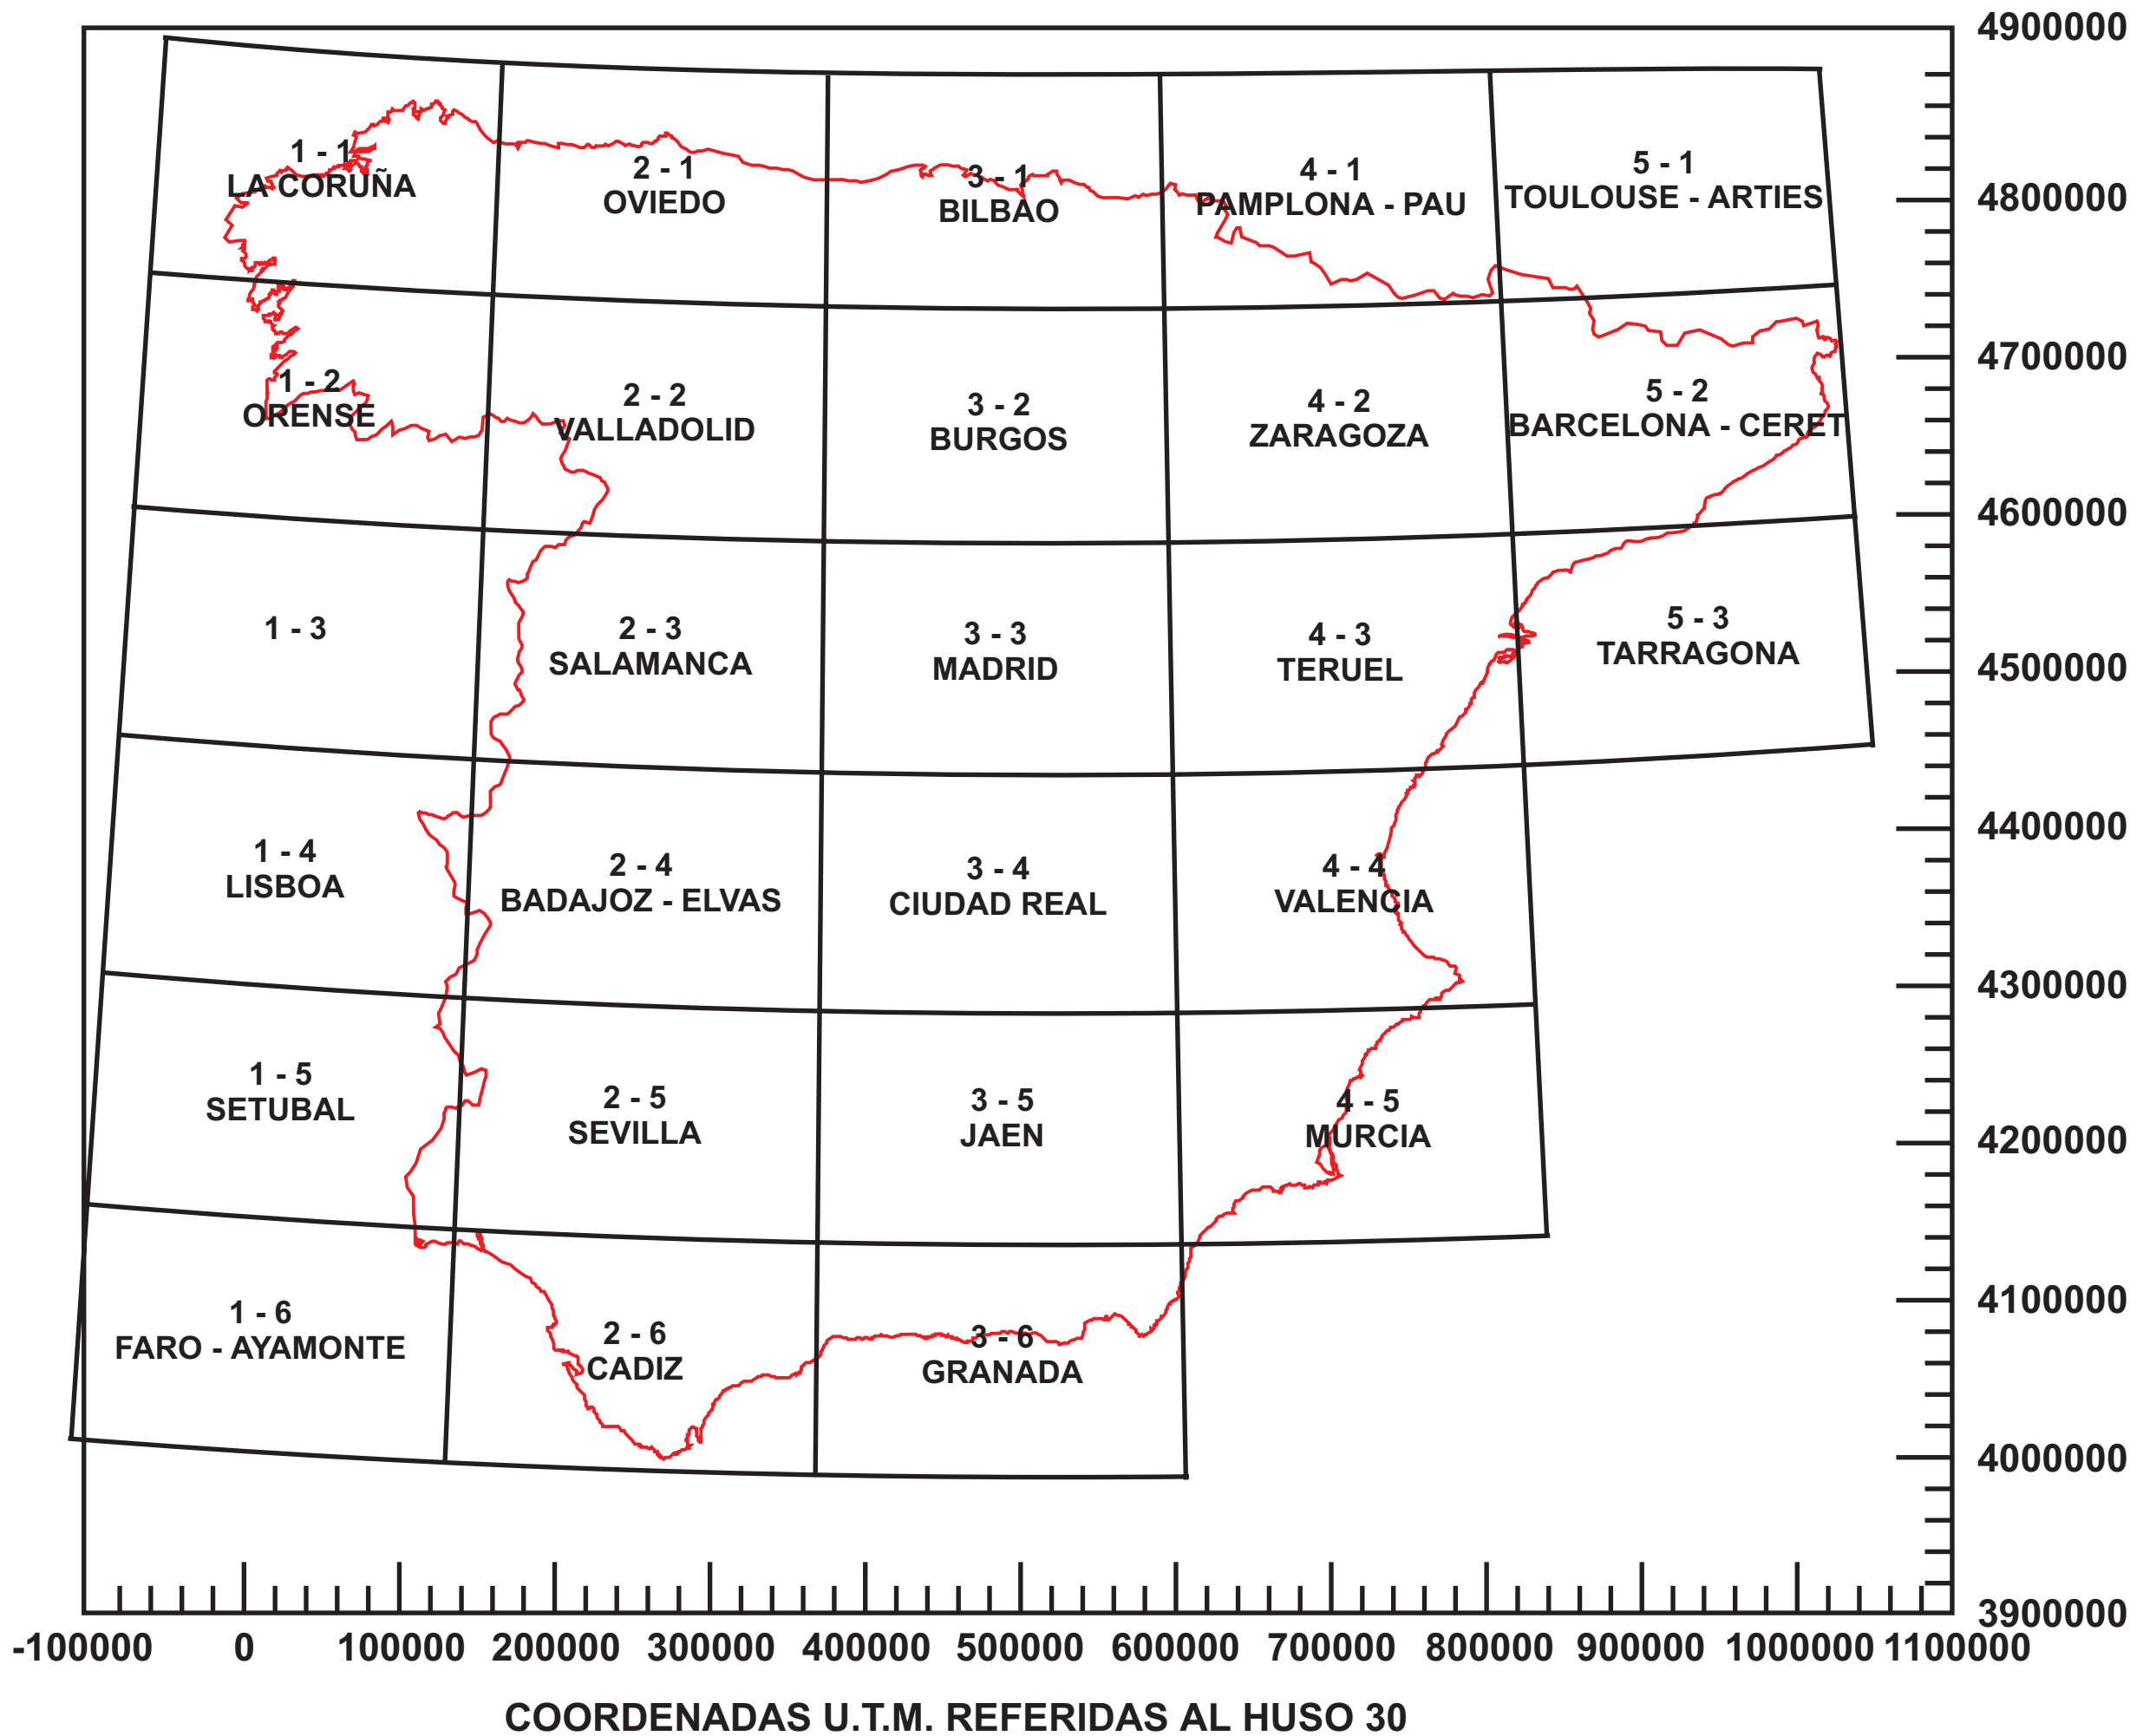 4900000
1 - 1
LA CORUÑA
2 - 1
OVIEDO
3 - 1
BILBAO
4 - 1
PAMPLONA - PAU
5 - 1
TOULOUSE - ARTIES
4800000
4700000
1 - 2
ORENSE
2 - 2
VALLADOLID
3 - 2
BURGOS
4 - 2
ZARAGOZA
5 - 2
BARCELONA - CERET
4600000
1 - 3
2 - 3
SALAMANCA
3 - 3
MADRID
4 - 3
TERUEL
5 - 3
TARRAGONA
4500000
4400000
1 - 4
LISBOA
2 - 4
BADAJOZ - ELVAS
3 - 4
CIUDAD REAL
4 - 4
VALENCIA
4300000
1 - 5
SETUBAL
2 - 5
SEVILLA
3 - 5
JAEN
4 - 5
MURCIA
4200000
4100000
1 - 6
FARO - AYAMONTE
2 - 6
CADIZ
3 - 6
GRANADA
4000000
3900000
-100000 0 100000 200000 300000 400000 500000 600000 700000 800000 900000 1000000 1100000
COORDENADAS U.T.M. REFERIDAS AL HUSO 30